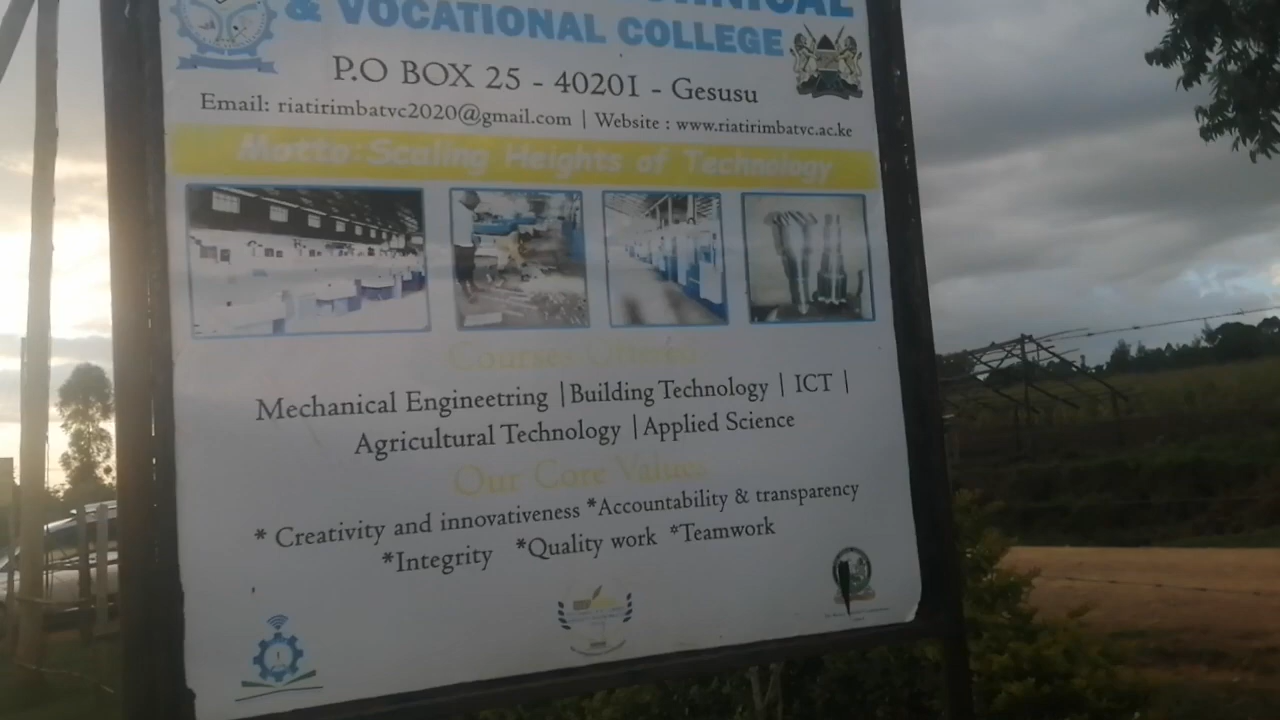 & VOCATIONAL COLLEGE
P.O BOX 25 - 40201 - Gesusu
Email: riatirimbatvc2020@gmail.com | Website : www.riatirimbatvc.ac.ke
Motto: Scaling Heights of Technology
Courses Offered
Mechanical Engineetring | Building Technology | ICT |
Agricultural Technology | Applied Science
Our Core Values
* Creativity and innovativeness *Accountability & transparency
*Integrity *Quality work *Teamwork